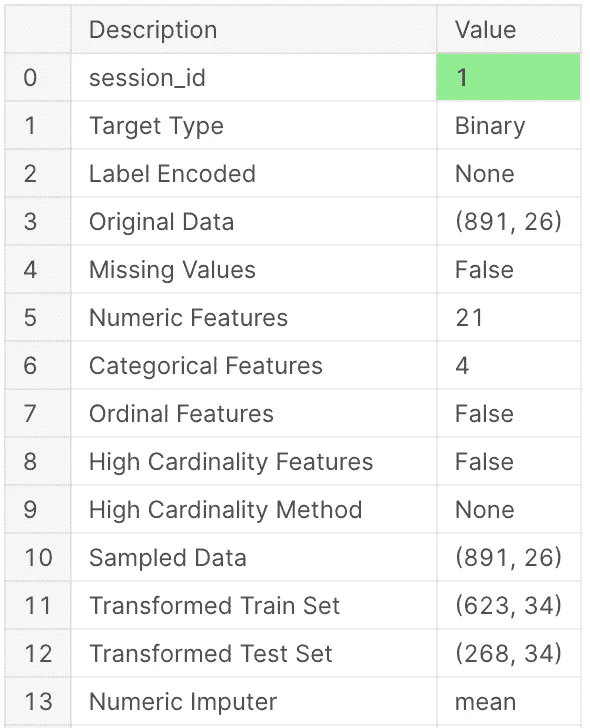 Description Value
0 session_id 1
1 Target Type Binary
2 Label Encoded None
3 Original Data (891, 26)
4 Missing Values False
5 Numeric Features 21
6 Categorical Features 4
7 Ordinal Features False
8 High Cardinality Features False
9 High Cardinality Method None
10 Sampled Data (891, 26)
11 Transformed Train Set (623, 34)
12 Transformed Test Set (268, 34)
13 Numeric Imputer mean